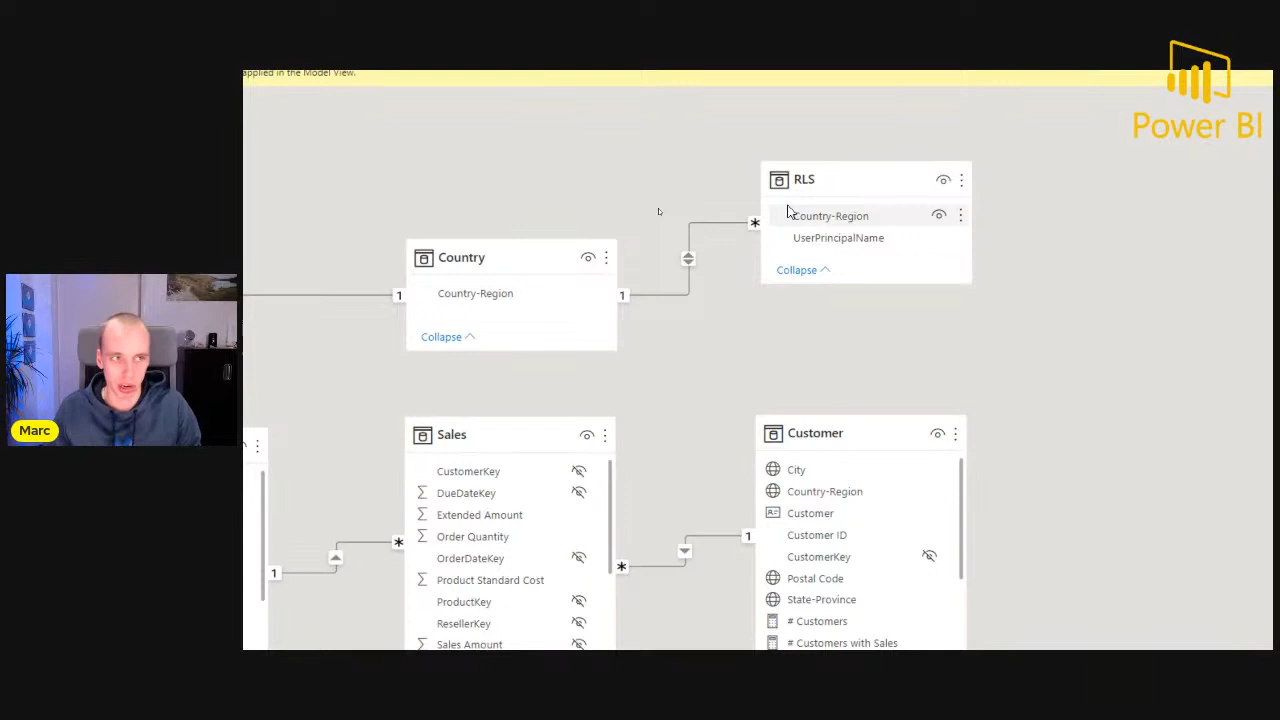 applied in the Model View.
Power BI
RLS
Country-Region
UserPrincipalName
Collapse
*
Country
1
1
Country-Region
Collapse
Marc
Sales
CustomerKey
DueDateKey
Extended Amount
Order Quantity
*
OrderDateKey
1
*
Product Standard Cost
ProductKey
ResellerKey
Sales Amount
Customer
City
Country-Region
Customer
1
Customer ID
CustomerKey
Postal Code
State-Province
# Customers
# Customers with Sales